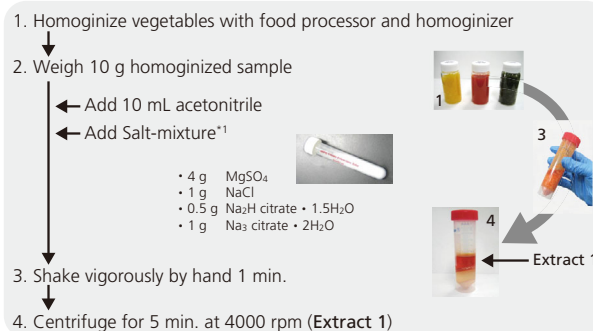 1. Homoginize vegetables with food processor and homoginizer
2. Weigh 10 g homoginized sample
Add 10 mL acetonitrile
Add Salt-mixture*1
• 4 g MgSO₄
• 1 g NaCl
• 0.5 g Na₂H citrate • 1.5H₂O
• 1 g Na₃ citrate • 2H₂O
3. Shake vigorously by hand 1 min.
4. Centrifuge for 5 min. at 4000 rpm (Extract 1)
1
3
4
Extract 1